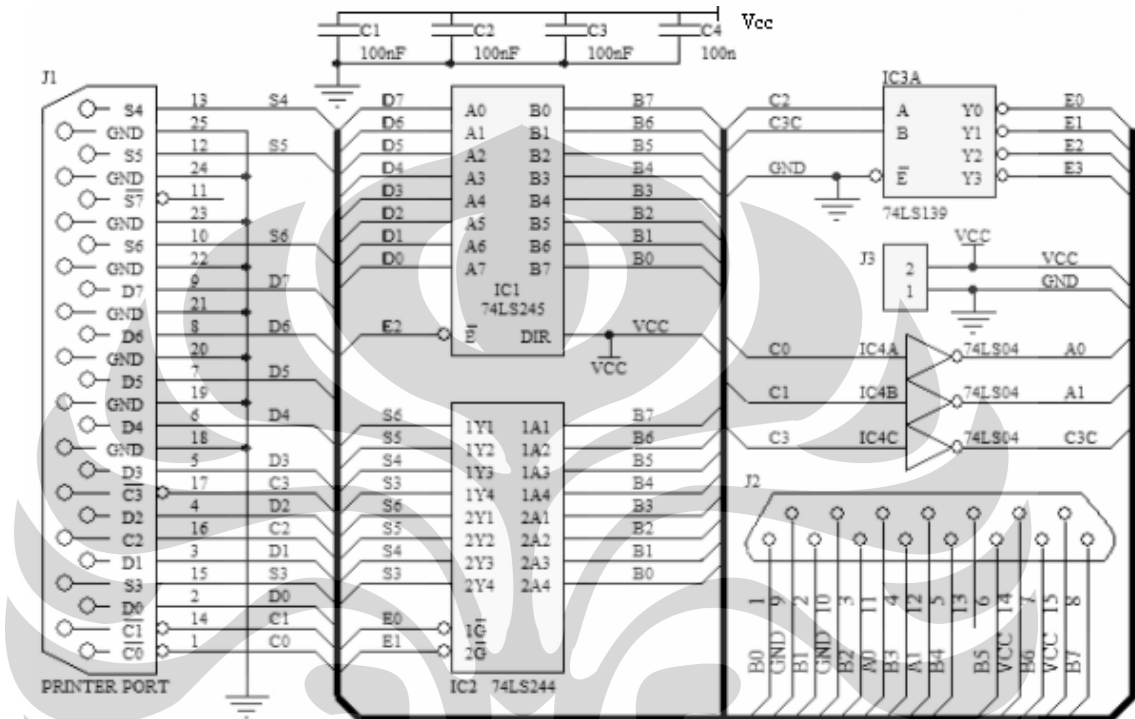 C1 C2 C3 C4 Vcc
100nF 100nF 100nF 100n
J1
S4 13 S4
GND 25
S5 12 S5
GND 24
S7 11
GND 23
S6 10 S6
GND 22
D7 9 D7
GND 21
D6 8 D6
GND 20
D5 7 D5
GND 19
D4 6 D4
GND 18
D3 5 D3
C3 17 C3
D2 4 D2
C2 16 C2
D1 3 D1
S3 15 S3
D0 2 D0
C1 14 C1
C0 1 C0
PRINTER PORT
D7 A0 B0 B7
D6 A1 B1 B6
D5 A2 B2 B5
D4 A3 B3 B4
D3 A4 B4 B3
D2 A5 B5 B2
D1 A6 B6 B1
D0 A7 B7 B0
IC1
74LS245
E2 E DIR VCC
VCC
S6 1Y1 1A1 B7
S5 1Y2 1A2 B6
S4 1Y3 1A3 B5
S3 1Y4 1A4 B4
S6 2Y1 2A1 B3
S5 2Y2 2A2 B2
S4 2Y3 2A3 B1
S3 2Y4 2A4 B0
E0 1G
E1 2G
IC2 74LS244
IC3A
C2 A Y0 E0
C3C B Y1 E1
Y2 E2
GND E Y3 E3
74LS139
VCC
J3 2 VCC
1 GND
C0 IC4A 74LS04 A0
C1 IC4B 74LS04 A1
C3 IC4C 74LS04 C3C
J2
1 9 2 10 3 11 4 12 5 13 6 14 7 15 8
B0 GND B1 GND B2 A0 B3 A1 B4 B5 VCC B6 VCC B7